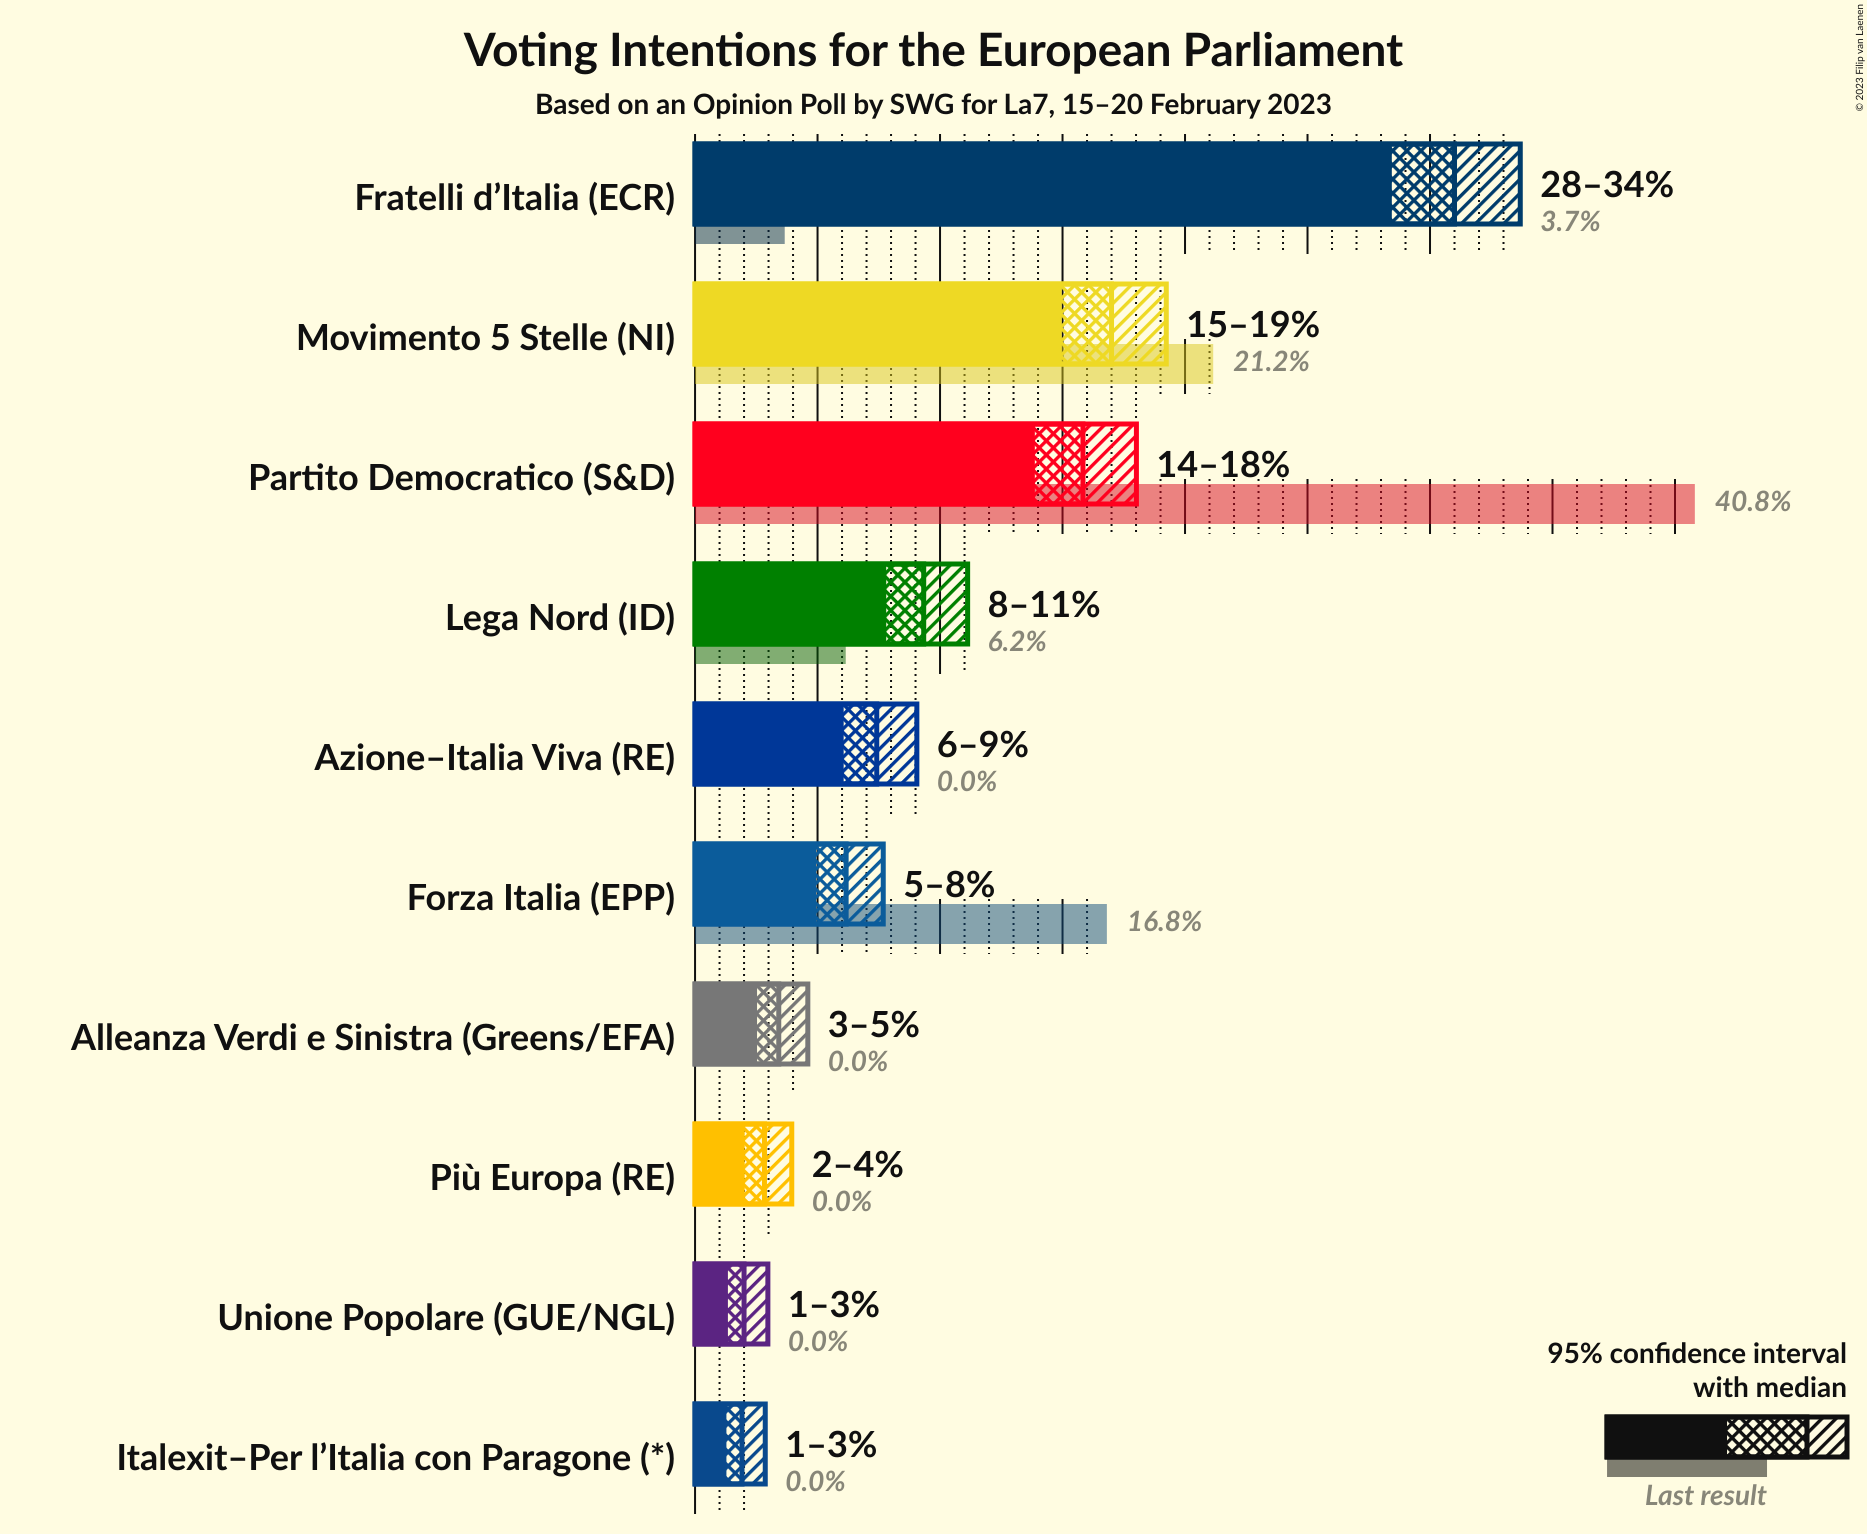 Voting Intentions for the European Parliament
Based on an Opinion Poll by SWG for La7, 15–20 February 2023
© 2023 Filip van Laenen
Fratelli d’Italia (ECR)
28–34%
3.7%
Movimento 5 Stelle (NI)
15–19%
21.2%
Partito Democratico (S&D)
14–18%
40.8%
Lega Nord (ID)
8–11%
6.2%
Azione–Italia Viva (RE)
6–9%
0.0%
Forza Italia (EPP)
5–8%
16.8%
Alleanza Verdi e Sinistra (Greens/EFA)
3–5%
0.0%
Più Europa (RE)
2–4%
0.0%
Unione Popolare (GUE/NGL)
1–3%
0.0%
Italexit–Per l’Italia con Paragone (*)
1–3%
0.0%
95% confidence interval
with median
Last result